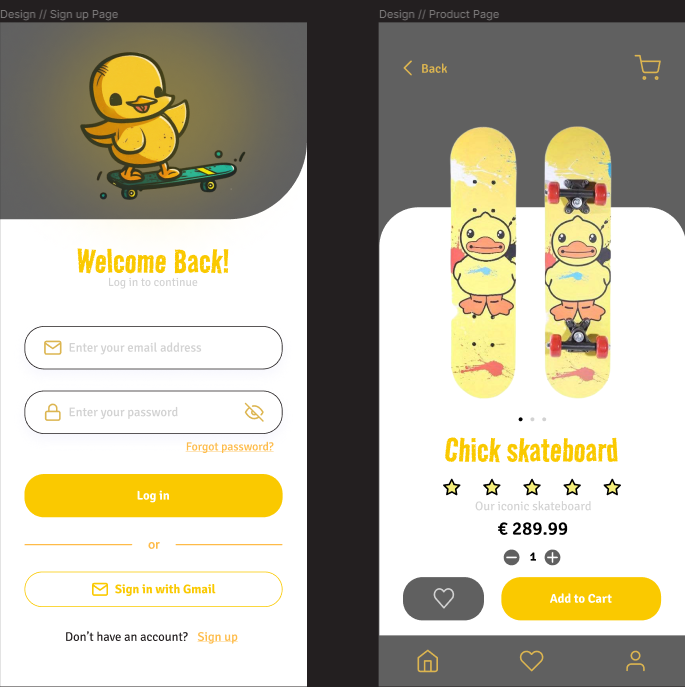 Design // Sign up Page
Welcome Back!
Log in to continue
Enter your email address
Enter your password
Forgot password?
Log in
or
Sign in with Gmail
Don't have an account? Sign up
Design // Product Page
Back
Chick skateboard
Our iconic skateboard
€ 289.99
1
Add to Cart